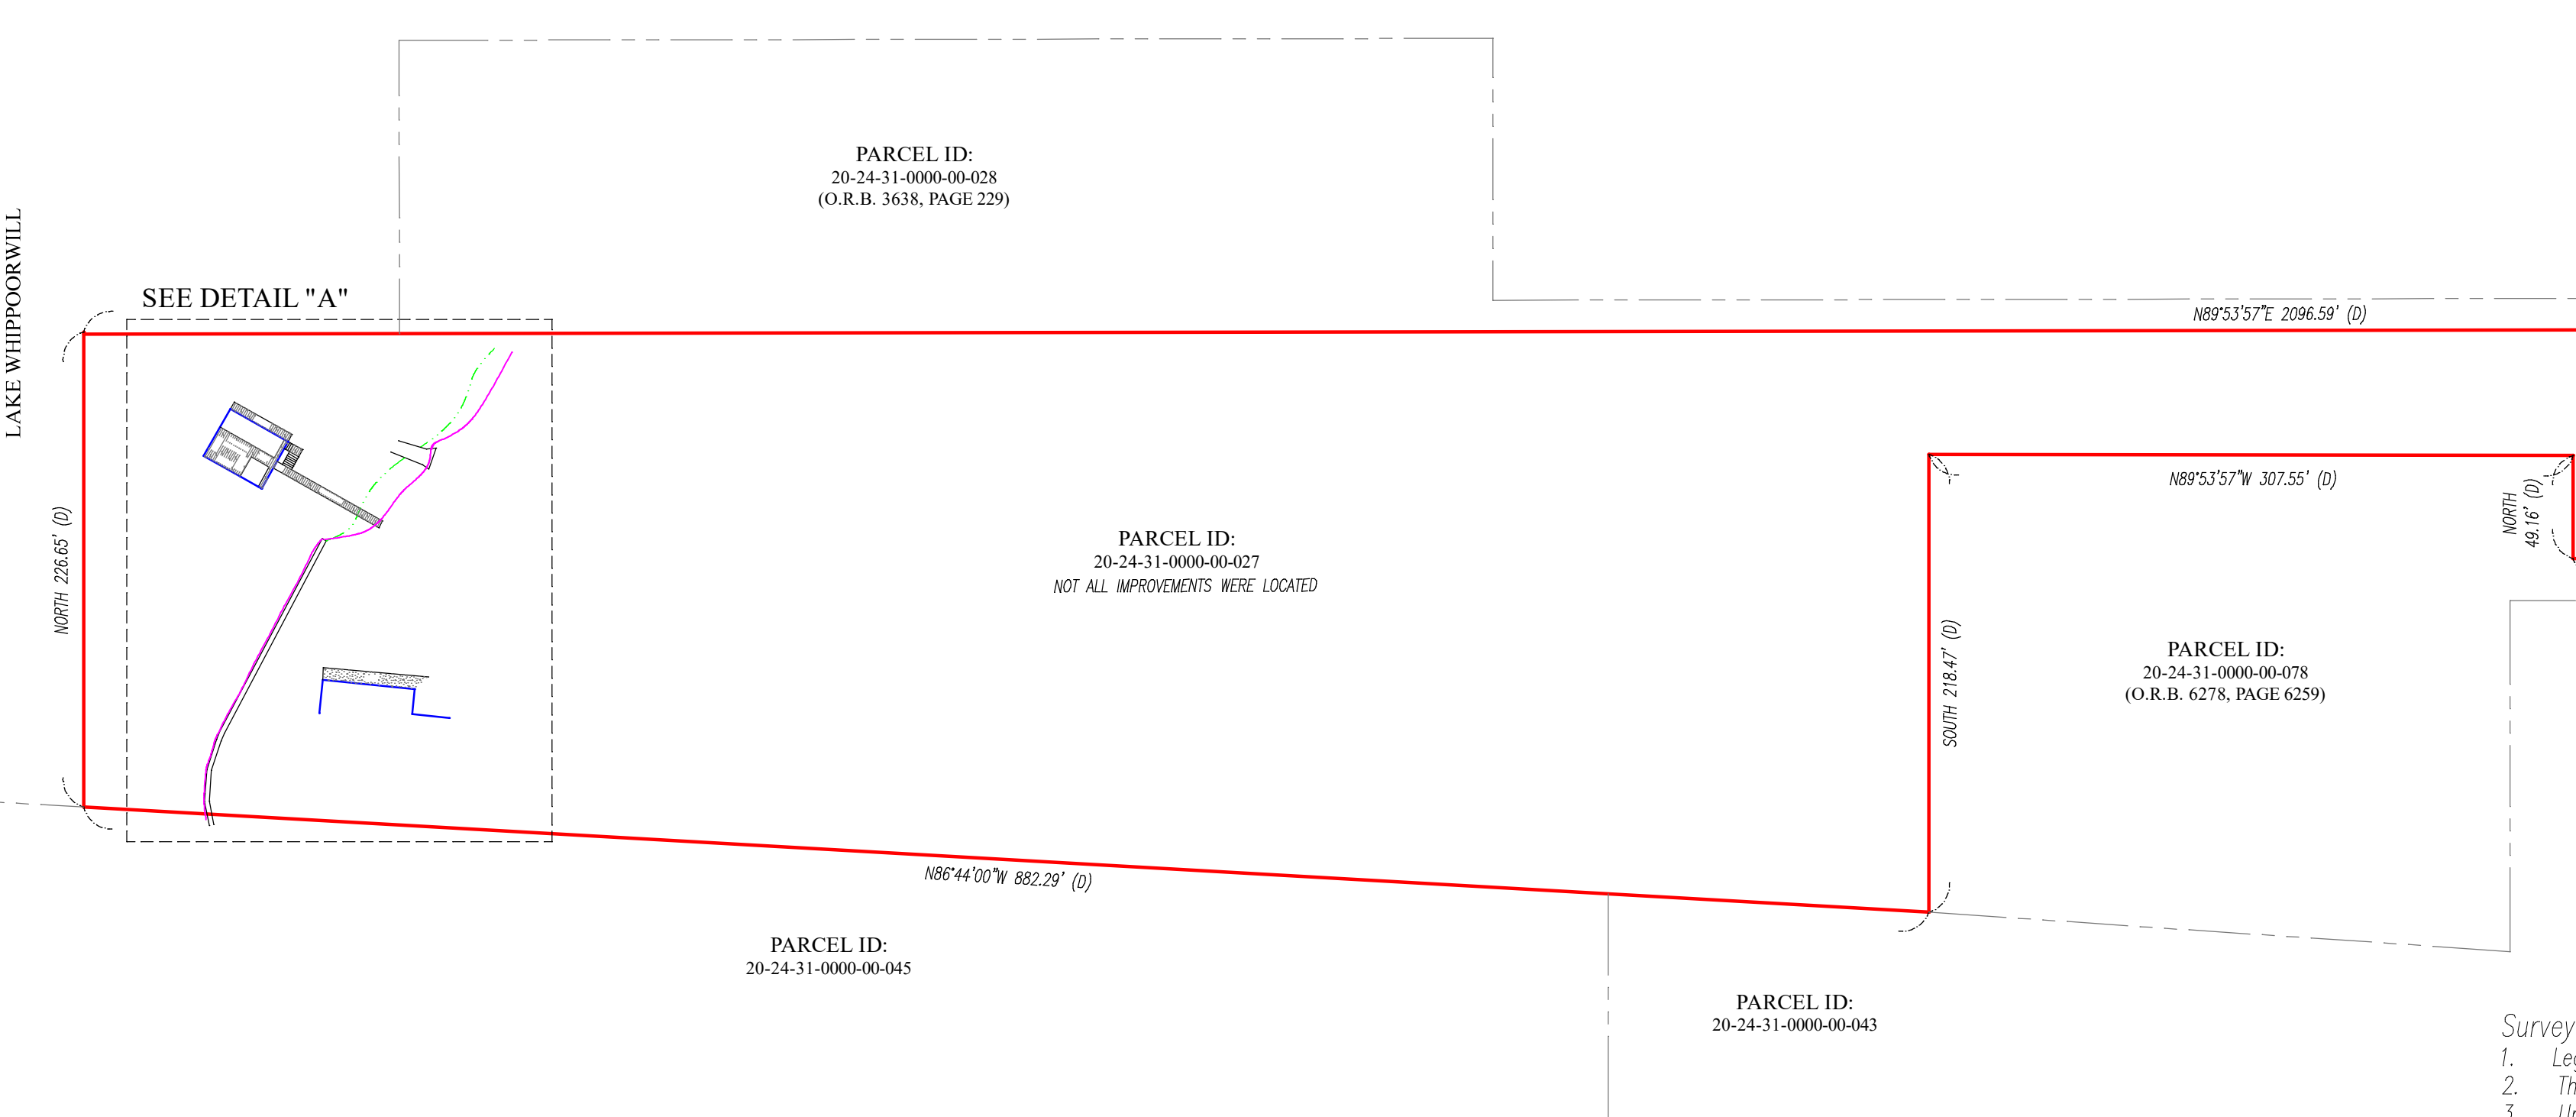 PARCEL ID:
20-24-31-0000-00-028
(O.R.B. 3638, PAGE 229)
LAKE WHIPPOORWILL
SEE DETAIL "A"
N89°53'57"E 2096.59' (D)
N89°53'57"W 307.55' (D)
NORTH
49.16' (D)
NORTH 226.65' (D)
PARCEL ID:
20-24-31-0000-00-027
NOT ALL IMPROVEMENTS WERE LOCATED
SOUTH 218.47' (D)
PARCEL ID:
20-24-31-0000-00-078
(O.R.B. 6278, PAGE 6259)
N86°44'00"W 882.29' (D)
PARCEL ID:
20-24-31-0000-00-045
PARCEL ID:
20-24-31-0000-00-043
Survey
1.
2.